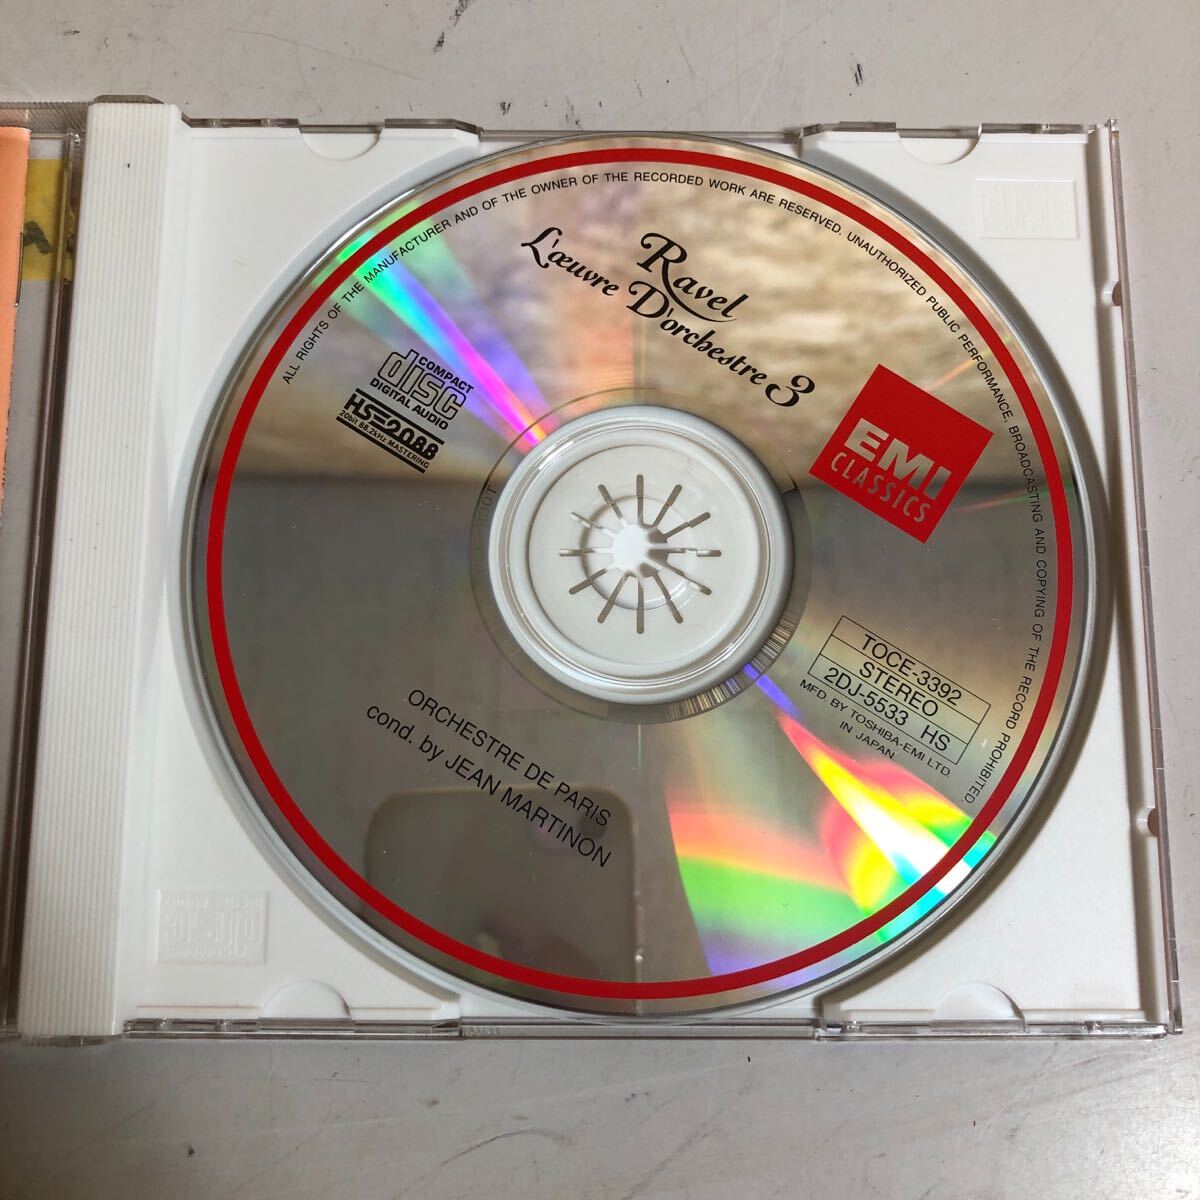 ALL RIGHTS OF THE MANUFACTURER AND OF THE OWNER OF THE RECORDED WORK ARE RESERVED. UNAUTHORIZED PUBLIC PERFORMANCE, BROADCASTING AND COPYING OF THE RECORD PROHIBITED.
Ravel
L'œuvre D'orchestre 3
COMPACT
disc
DIGITAL AUDIO
HS-2088
20bit 88.2kHz MASTERING
EMI
CLASSICS
TOCE-3392
STEREO
2DJ-5533 HS
MFD. BY TOSHIBA-EMI LTD.
IN JAPAN
ORCHESTRE DE PARIS
cond. by JEAN MARTINON